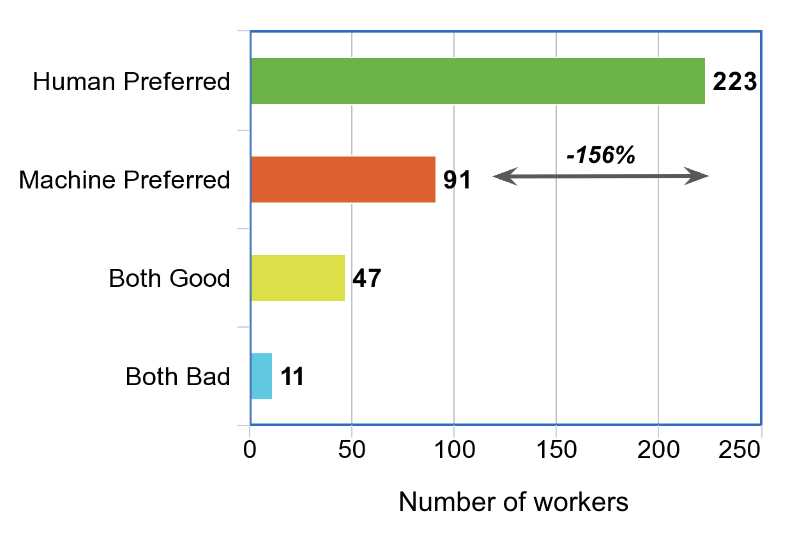 Human Preferred
223
-156%
Machine Preferred
91
Both Good
47
Both Bad
11
0 50 100 150 200 250
Number of workers